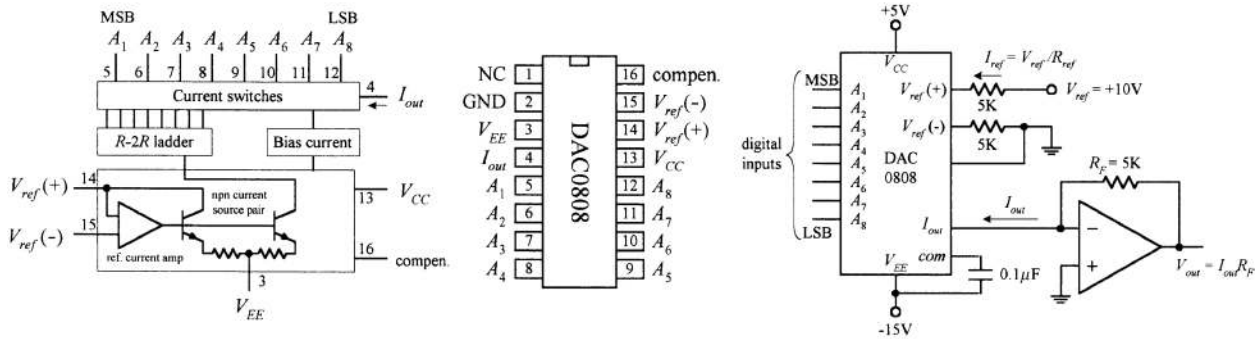 MSB LSB
A1 A2 A3 A4 A5 A6 A7 A8
5 6 7 8 9 10 11 12
4
Current switches
Iout
R-2R ladder
Bias current
14
Vref(+)
npn current
source pair
13
VCC
15
Vref(-)
ref. current amp
16
compen.
3
VEE
NC 1 16 compen.
GND 2 15 Vref(-)
VEE 3 14 Vref(+)
Iout 4 13 VCC
A1 5 12 A8
A2 6 11 A7
A3 7 10 A6
A4 8 9 A5
DAC0808
+5V
Iref = Vref/Rref
VCC
MSB
Vref(+)
5K
Vref = +10V
A1
A2
A3
A4
A5
A6
A7
A8
digital
inputs
LSB
Vref(-)
5K
DAC
0808
RF = 5K
Iout
Iout
−
+
Vout = IoutRF
com
VEE
0.1μF
-15V